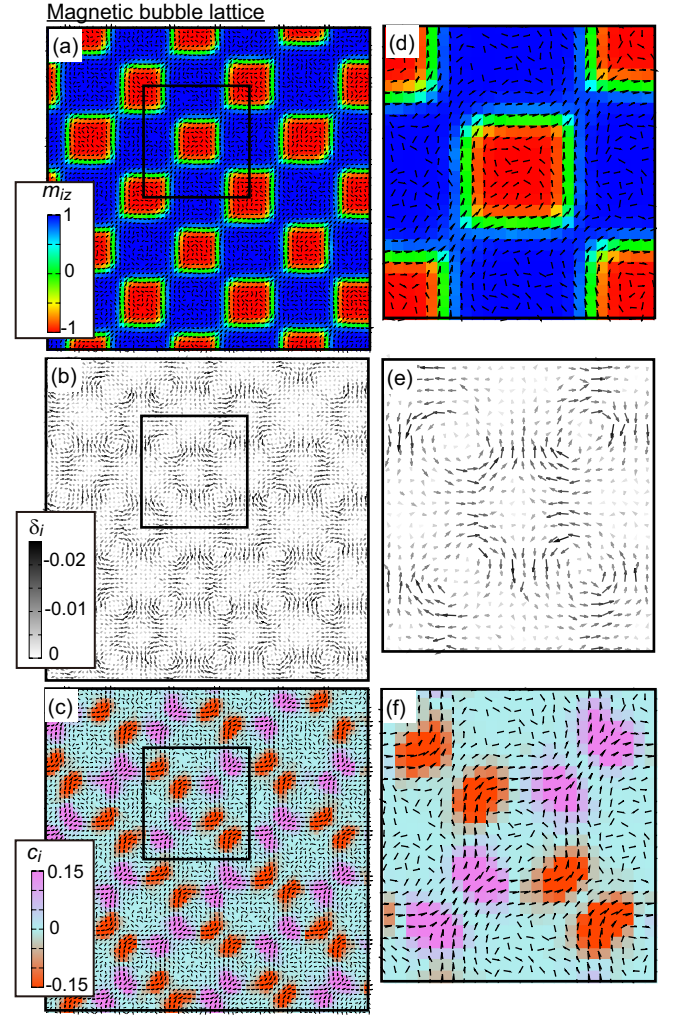 Magnetic bubble lattice
(a)
(d)
m_iz
1
0
-1
(b)
(e)
δ_i
-0.02
-0.01
0
(c)
(f)
c_i
0.15
0
-0.15